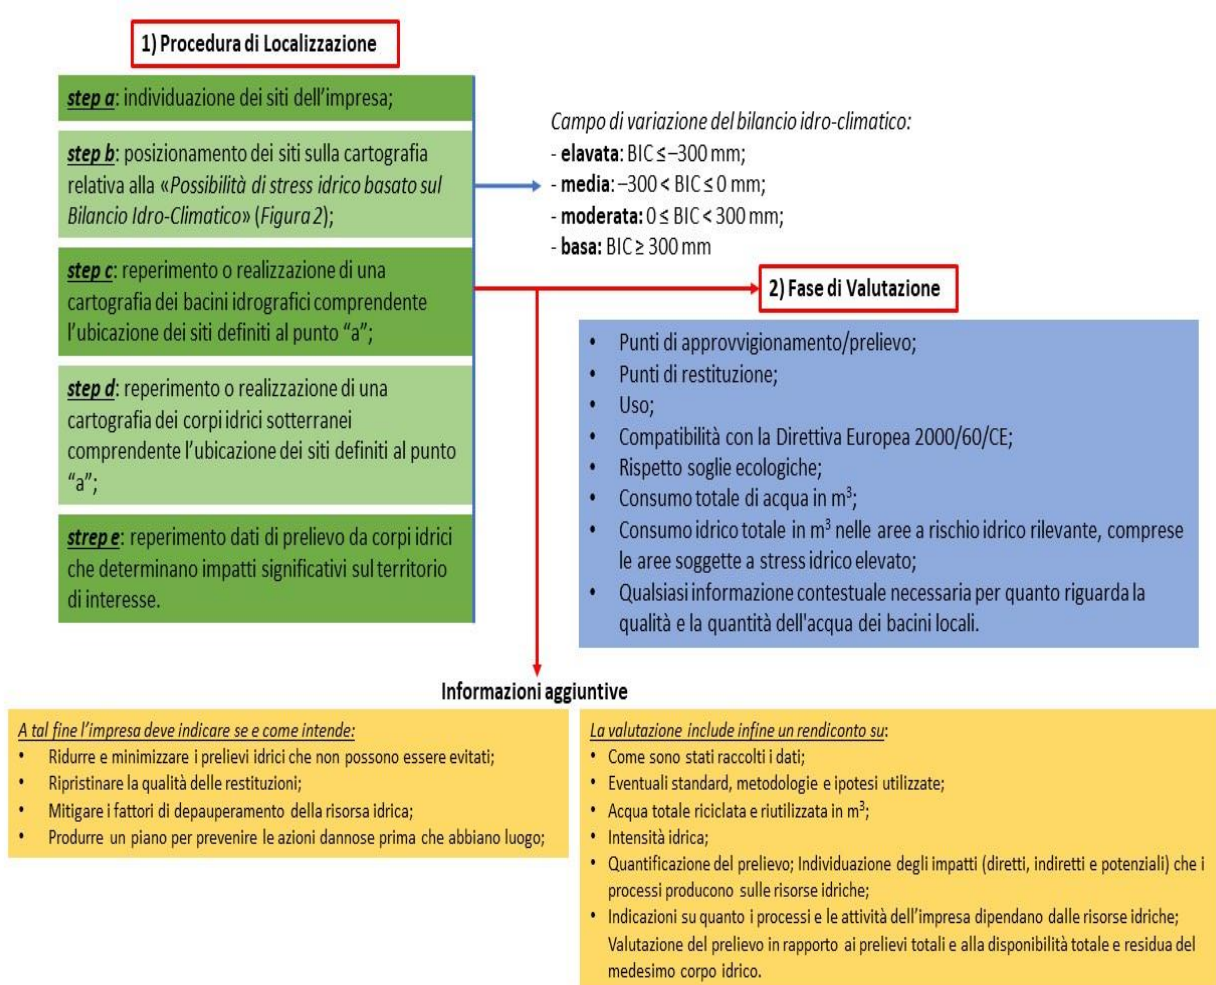 1) Procedura di Localizzazione
step a: individuazione dei siti dell'impresa;
step b: posizionamento dei siti sulla cartografia
relativa alla «Possibilità di stress idrico basato sul
Bilancio Idro-Climatico» (Figura 2);
step c: reperimento o realizzazione di una
cartografia dei bacini idrografici comprendente
l'ubicazione dei siti definiti al punto "a";
step d: reperimento o realizzazione di una
cartografia dei corpi idrici sotterranei
comprendente l'ubicazione dei siti definiti al punto
"a";
strep e: reperimento dati di prelievo da corpi idrici
che determinano impatti significativi sul territorio
di interesse.
Campo di variazione del bilancio idro-climatico:
- elavata: BIC ≤ −300 mm;
- media: −300 < BIC ≤ 0 mm;
- moderata: 0 ≤ BIC < 300 mm;
- basa: BIC ≥ 300 mm
2) Fase di Valutazione
• Punti di approvvigionamento/prelievo;
• Punti di restituzione;
• Uso;
• Compatibilità con la Direttiva Europea 2000/60/CE;
• Rispetto soglie ecologiche;
• Consumo totale di acqua in m³;
• Consumo idrico totale in m³ nelle aree a rischio idrico rilevante, comprese
le aree soggette a stress idrico elevato;
• Qualsiasi informazione contestuale necessaria per quanto riguarda la
qualità e la quantità dell'acqua dei bacini locali.
Informazioni aggiuntive
A tal fine l'impresa deve indicare se e come intende:
• Ridurre e minimizzare i prelievi idrici che non possono essere evitati;
• Ripristinare la qualità delle restituzioni;
• Mitigare i fattori di depauperamento della risorsa idrica;
• Produrre un piano per prevenire le azioni dannose prima che abbiano luogo;
La valutazione include infine un rendiconto su:
• Come sono stati raccolti i dati;
• Eventuali standard, metodologie e ipotesi utilizzate;
• Acqua totale riciclata e riutilizzata in m³;
• Intensità idrica;
• Quantificazione del prelievo; Individuazione degli impatti (diretti, indiretti e potenziali) che i
processi producono sulle risorse idriche;
• Indicazioni su quanto i processi e le attività dell'impresa dipendano dalle risorse idriche;
Valutazione del prelievo in rapporto ai prelievi totali e alla disponibilità totale e residua del
medesimo corpo idrico.